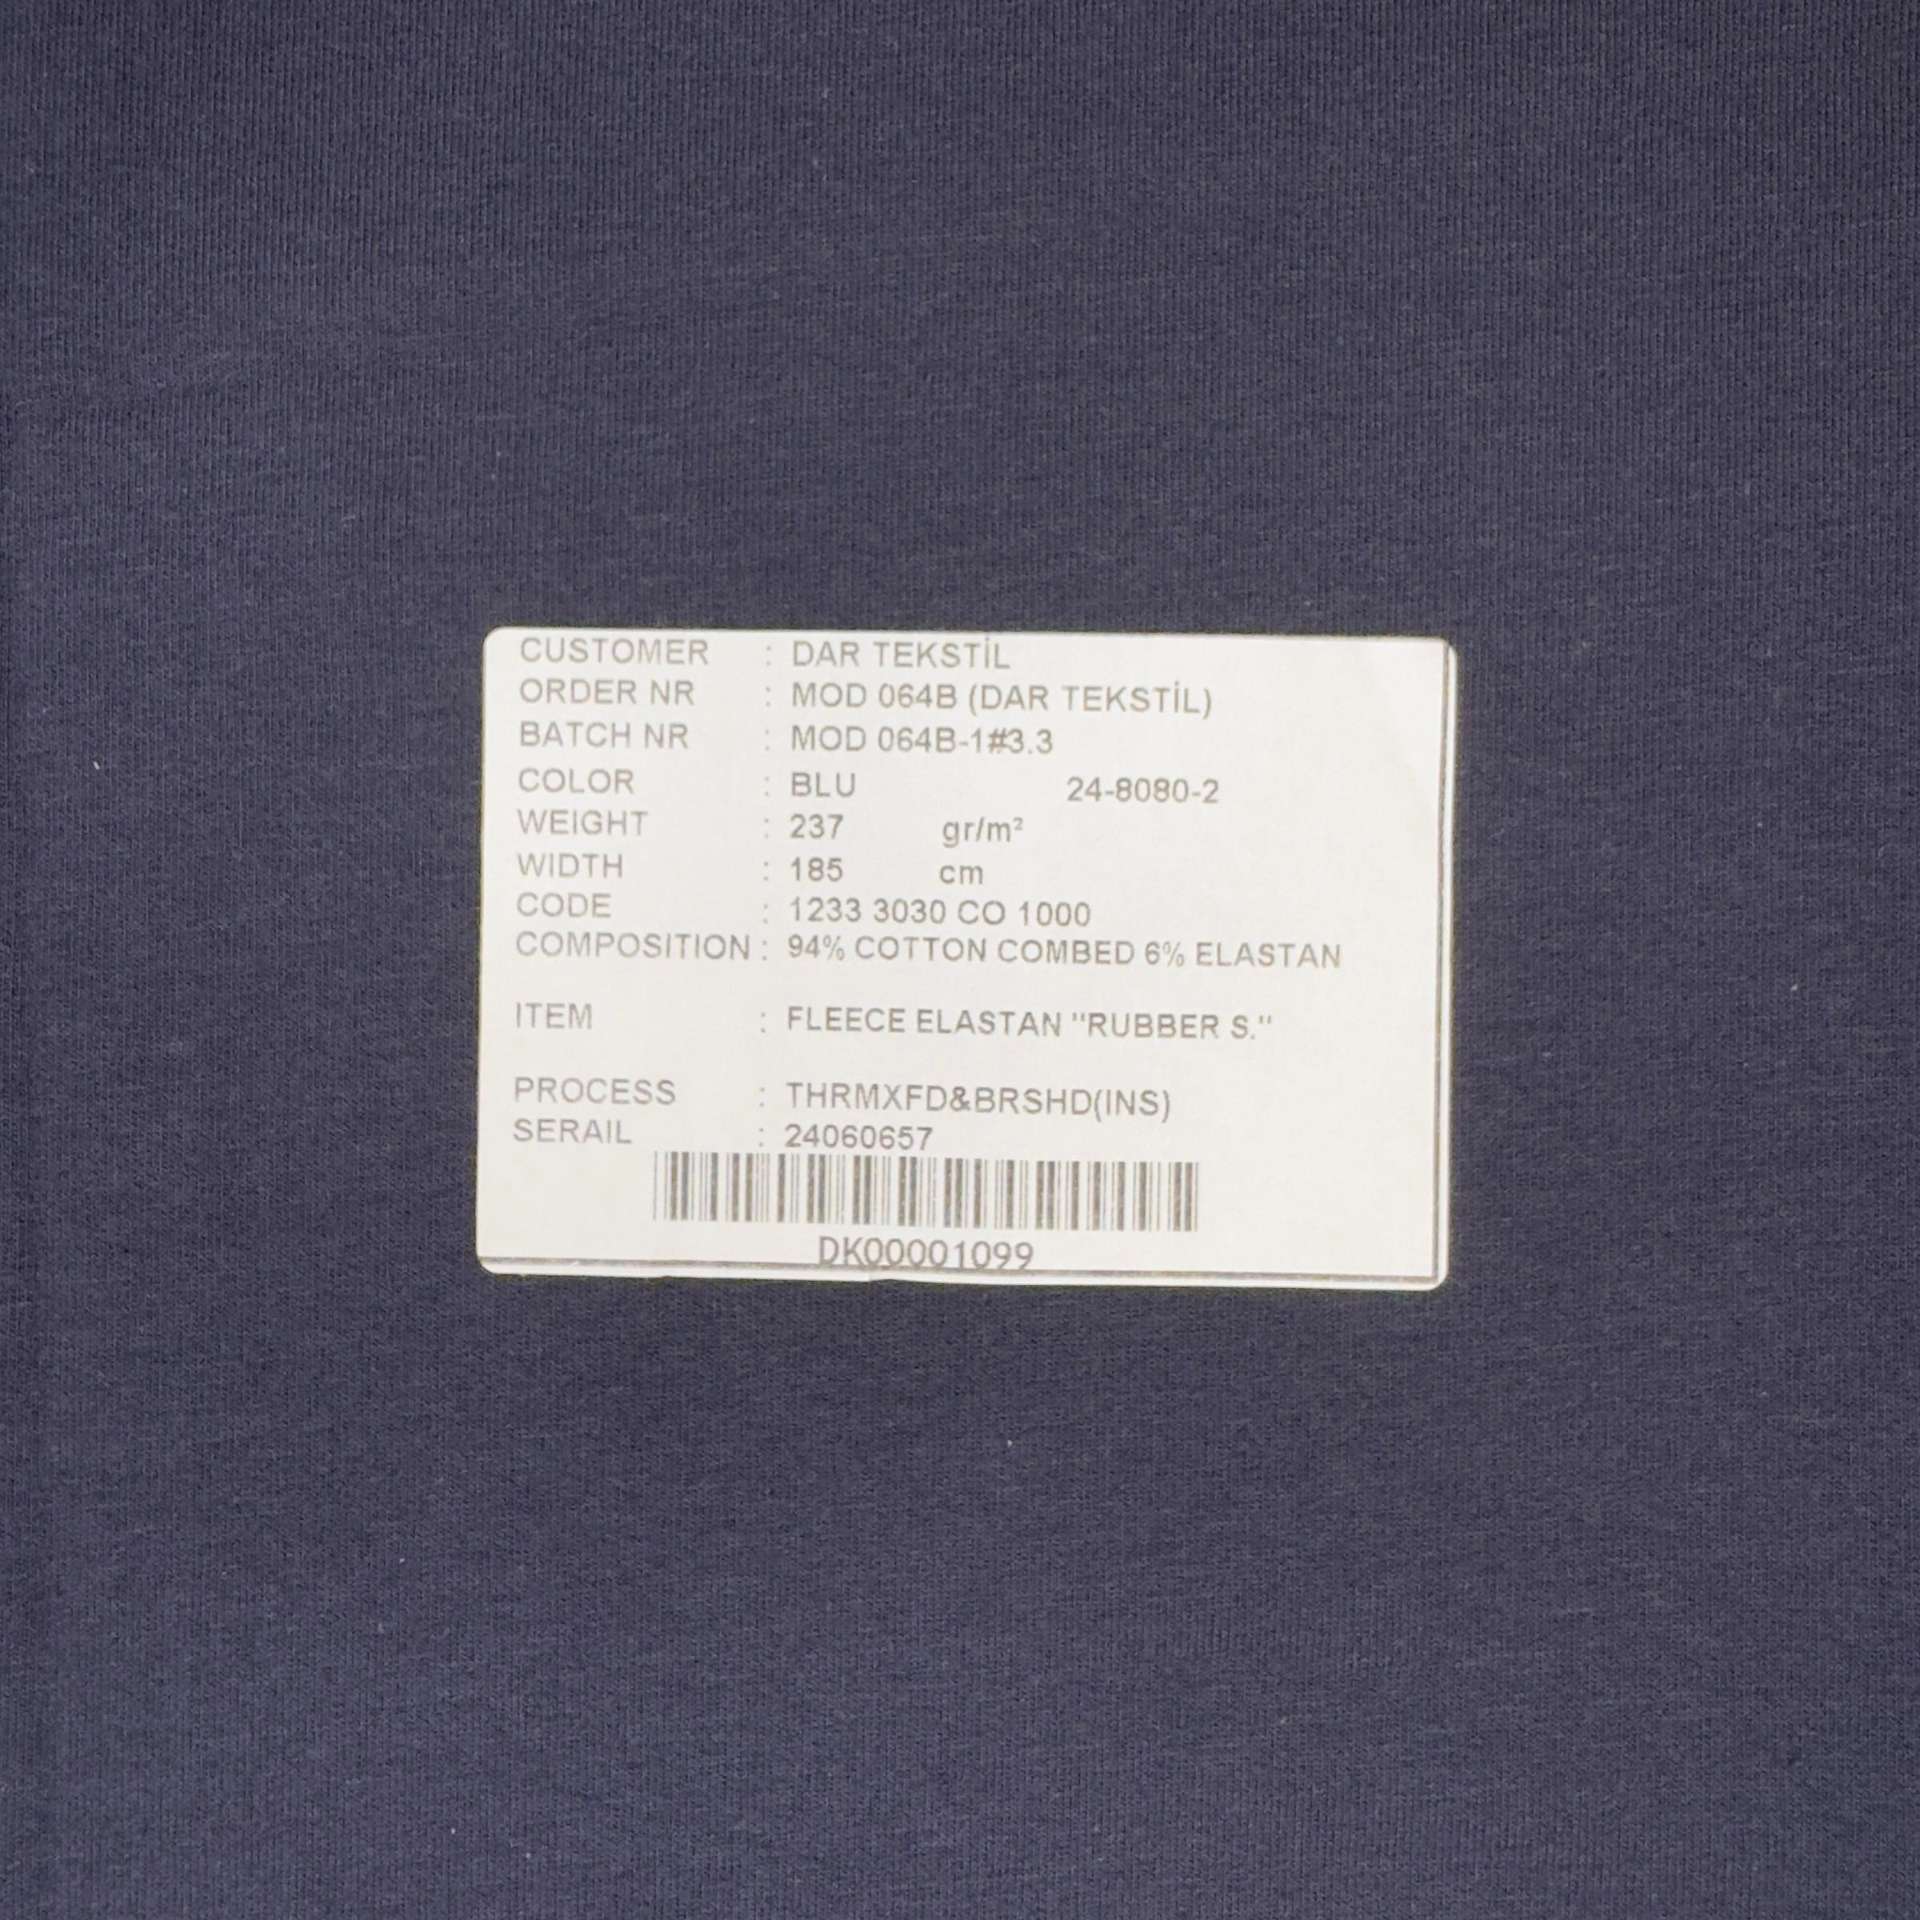 CUSTOMER : DAR TEKSTİL
ORDER NR : MOD 064B (DAR TEKSTİL)
BATCH NR : MOD 064B-1#3.3
COLOR : BLU 24-8080-2
WEIGHT : 237 gr/m²
WIDTH : 185 cm
CODE : 1233 3030 CO 1000
COMPOSITION : 94% COTTON COMBED 6% ELASTAN
ITEM : FLEECE ELASTAN "RUBBER S."
PROCESS : THRMXFD&BRSHD(INS)
SERAIL : 24060657
DK00001099